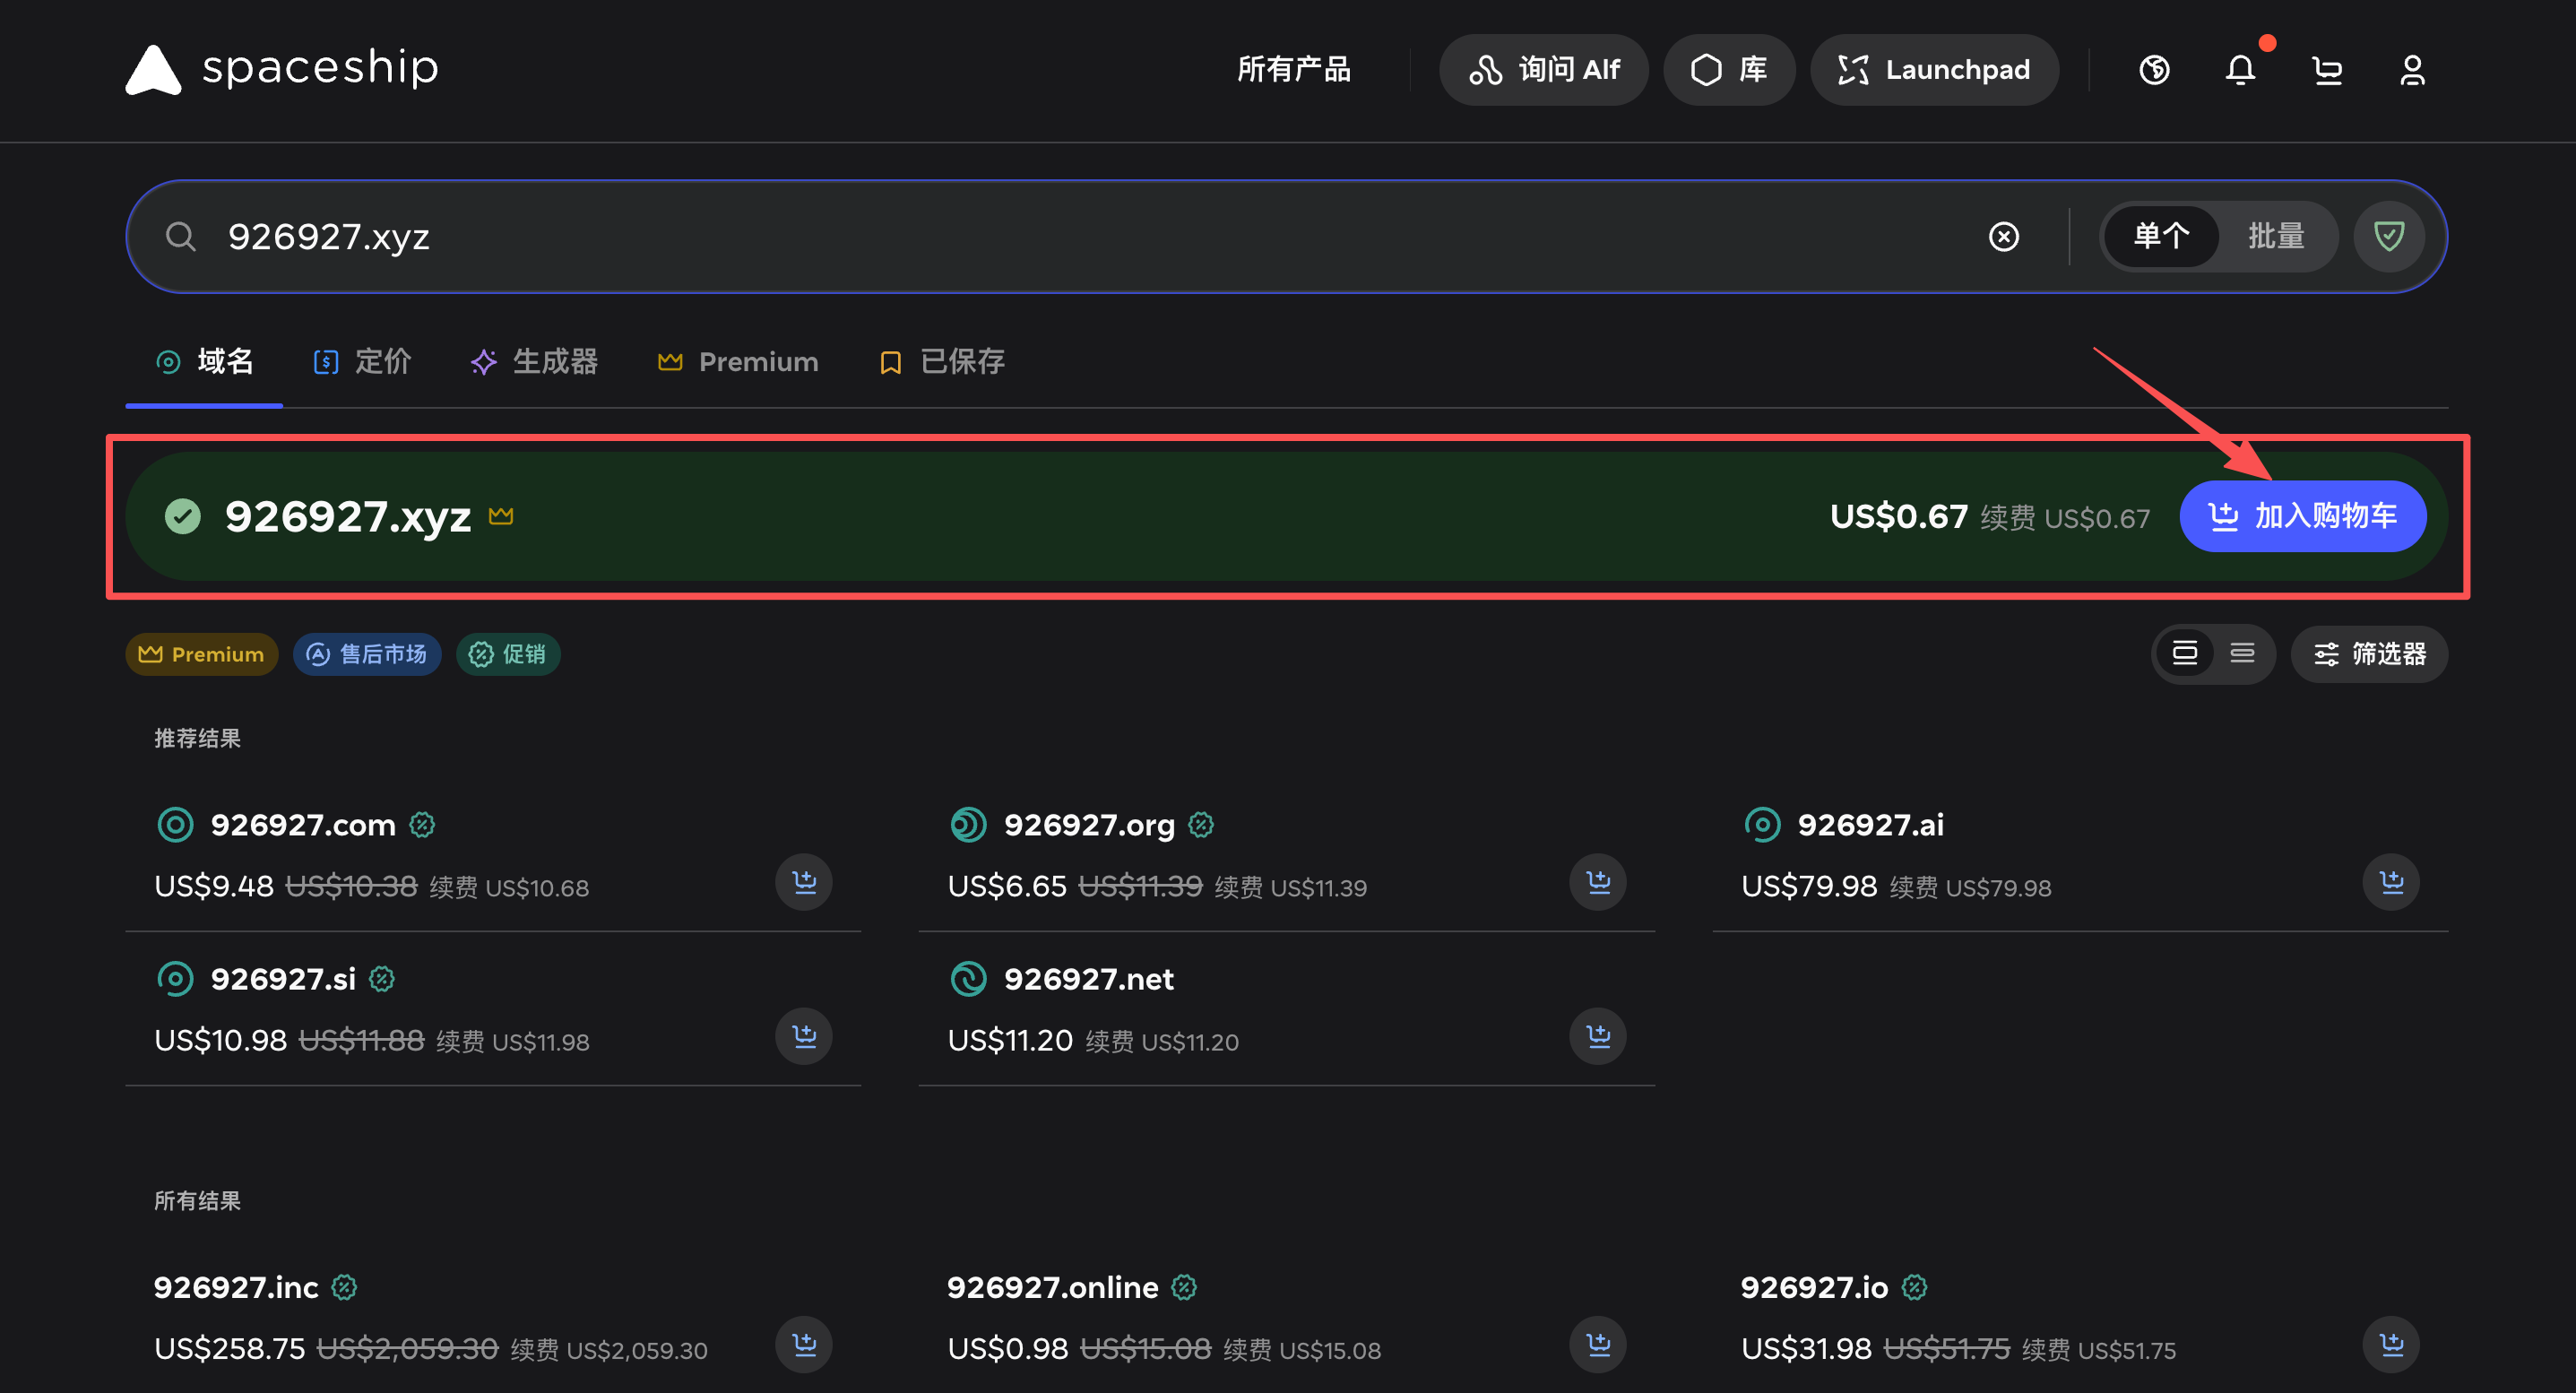 spaceship
所有产品
询问 Alf
库
Launchpad
926927.xyz
单个
批量
域名
定价
生成器
Premium
已保存
926927.xyz
US$0.67 续费 US$0.67
加入购物车
Premium
售后市场
促销
筛选器
推荐结果
926927.com
US$9.48 US$10.38 续费 US$10.68
926927.org
US$6.65 US$11.39 续费 US$11.39
926927.ai
US$79.98 续费 US$79.98
926927.si
US$10.98 US$11.88 续费 US$11.98
926927.net
US$11.20 续费 US$11.20
所有结果
926927.inc
US$258.75 US$2,059.30 续费 US$2,059.30
926927.online
US$0.98 US$15.08 续费 US$15.08
926927.io
US$31.98 US$51.75 续费 US$51.75